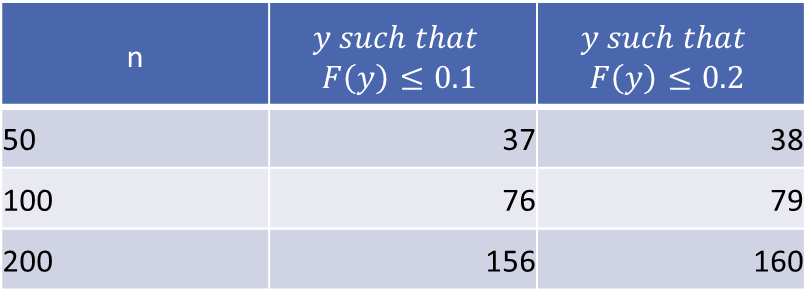 n
y such that
F(y) ≤ 0.1
y such that
F(y) ≤ 0.2
50 37 38
100 76 79
200 156 160